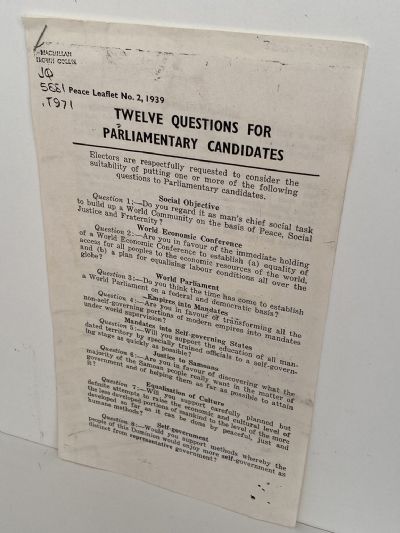 MACMILLAN
BROWN COLLN.
JQ
5881
.T971
Peace Leaflet No. 2, 1939
TWELVE QUESTIONS FOR
PARLIAMENTARY CANDIDATES
Electors are respectfully requested to consider the
suitability of putting one or more of the following
questions to Parliamentary candidates.
Social Objective
Question 1:—Do you regard it as man's chief social task
to build up a World Community on the basis of Peace, Social
Justice and Fraternity?
World Economic Conference
Question 2:—Are you in favour of the immediate holding
of a World Economic Conference to establish (a) equality of
access for all peoples to the economic resources of the world,
and (b) a plan for equalising labour conditions all over the
globe?
World Parliament
Question 3:—Do you think the time has come to establish
a World Parliament on a federal and democratic basis?
Empires into Mandates
Question 4:—Are you in favour of transforming all the
non-self-governing portions of modern empires into mandates
under world supervision?
Mandates into Self-governing States
Question 5:—Will you support the education of all man-
dated territory by specially trained officials to a self-govern-
ing stage as quickly as possible?
Justice to Samoans
Question 6:—Are you in favour of discovering what the
majority of the Samoan people really want in the matter of
government and of helping them as far as possible to attain
it?
Equalisation of Culture
Question 7:—Will you support carefully planned but
definite attempts to raise the economic and cultural level of
the less developed parts of mankind to the level of the more
developed so far as it can be done by peaceful, just and
humane methods?
Self-government
Question 8:—Would you support methods whereby the
people of this Dominion would enjoy more self-government as
distinct from representative government?